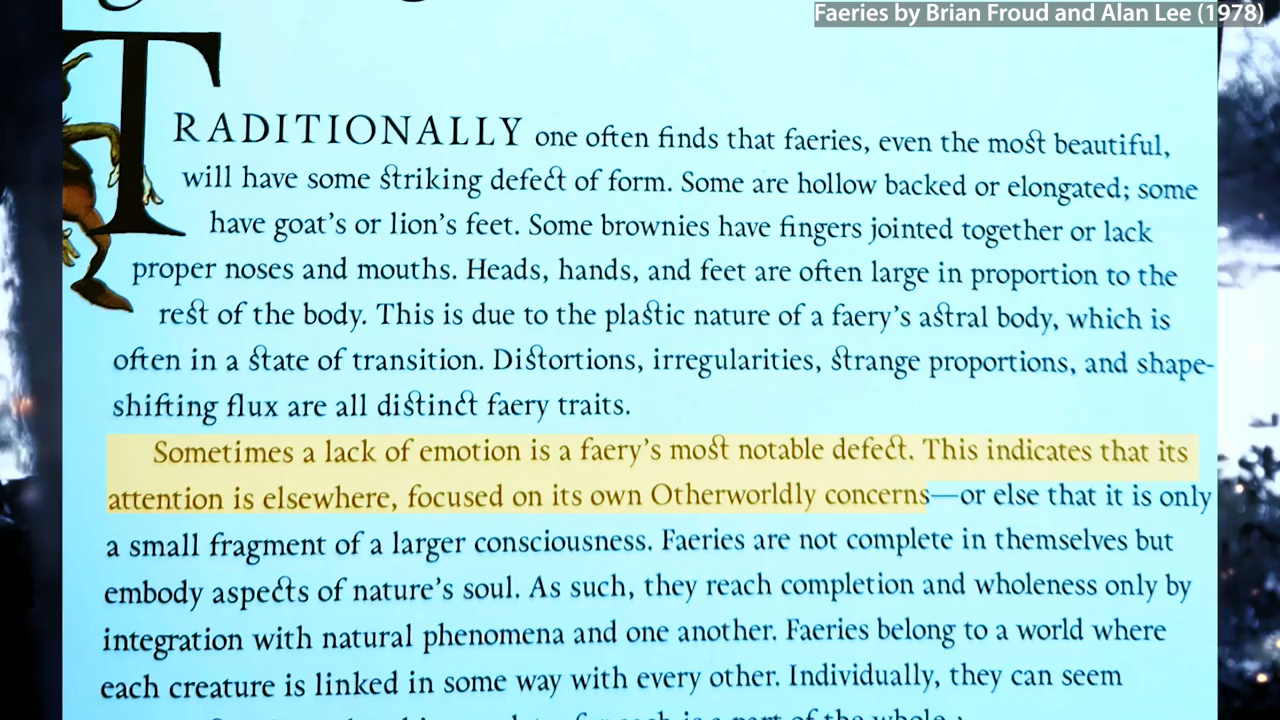 Faeries by Brian Froud and Alan Lee (1978)
TRADITIONALLY one often finds that faeries, even the most beautiful,
will have some striking defect of form. Some are hollow backed or elongated; some
have goat's or lion's feet. Some brownies have fingers jointed together or lack
proper noses and mouths. Heads, hands, and feet are often large in proportion to the
rest of the body. This is due to the plastic nature of a faery's astral body, which is
often in a state of transition. Distortions, irregularities, strange proportions, and shape-
shifting flux are all distinct faery traits.
Sometimes a lack of emotion is a faery's most notable defect. This indicates that its
attention is elsewhere, focused on its own Otherworldly concerns—or else that it is only
a small fragment of a larger consciousness. Faeries are not complete in themselves but
embody aspects of nature's soul. As such, they reach completion and wholeness only by
integration with natural phenomena and one another. Faeries belong to a world where
each creature is linked in some way with every other. Individually, they can seem
is a part of the whole